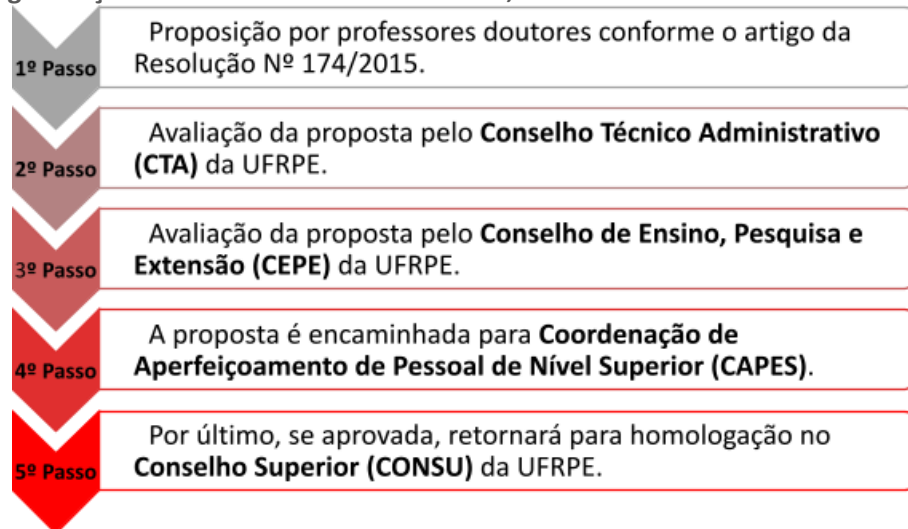 1º Passo
Proposição por professores doutores conforme o artigo da
Resolução Nº 174/2015.
2º Passo
Avaliação da proposta pelo Conselho Técnico Administrativo
(CTA) da UFRPE.
3º Passo
Avaliação da proposta pelo Conselho de Ensino, Pesquisa e
Extensão (CEPE) da UFRPE.
4º Passo
A proposta é encaminhada para Coordenação de
Aperfeiçoamento de Pessoal de Nível Superior (CAPES).
5º Passo
Por último, se aprovada, retornará para homologação no
Conselho Superior (CONSU) da UFRPE.